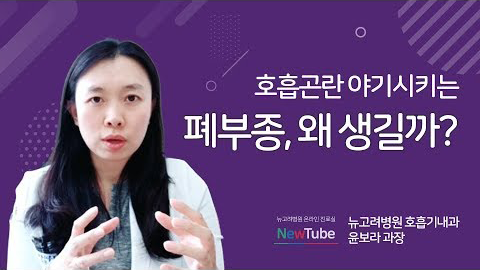 호흡곤란 야기시키는
폐부종, 왜 생길까?
뉴고려병원 온라인 진료실
NewTube
뉴고려병원 호흡기내과
윤보라 과장